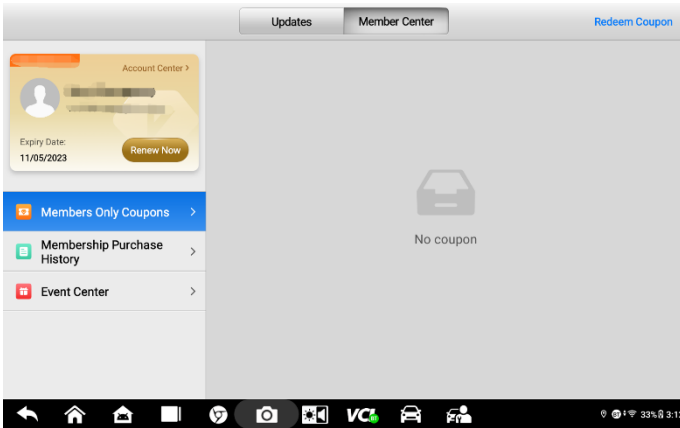 Updates
Member Center
Redeem Coupon
Account Center >
Expiry Date:
11/05/2023
Renew Now
Members Only Coupons
Membership Purchase
History
Event Center
No coupon
VCI
33%